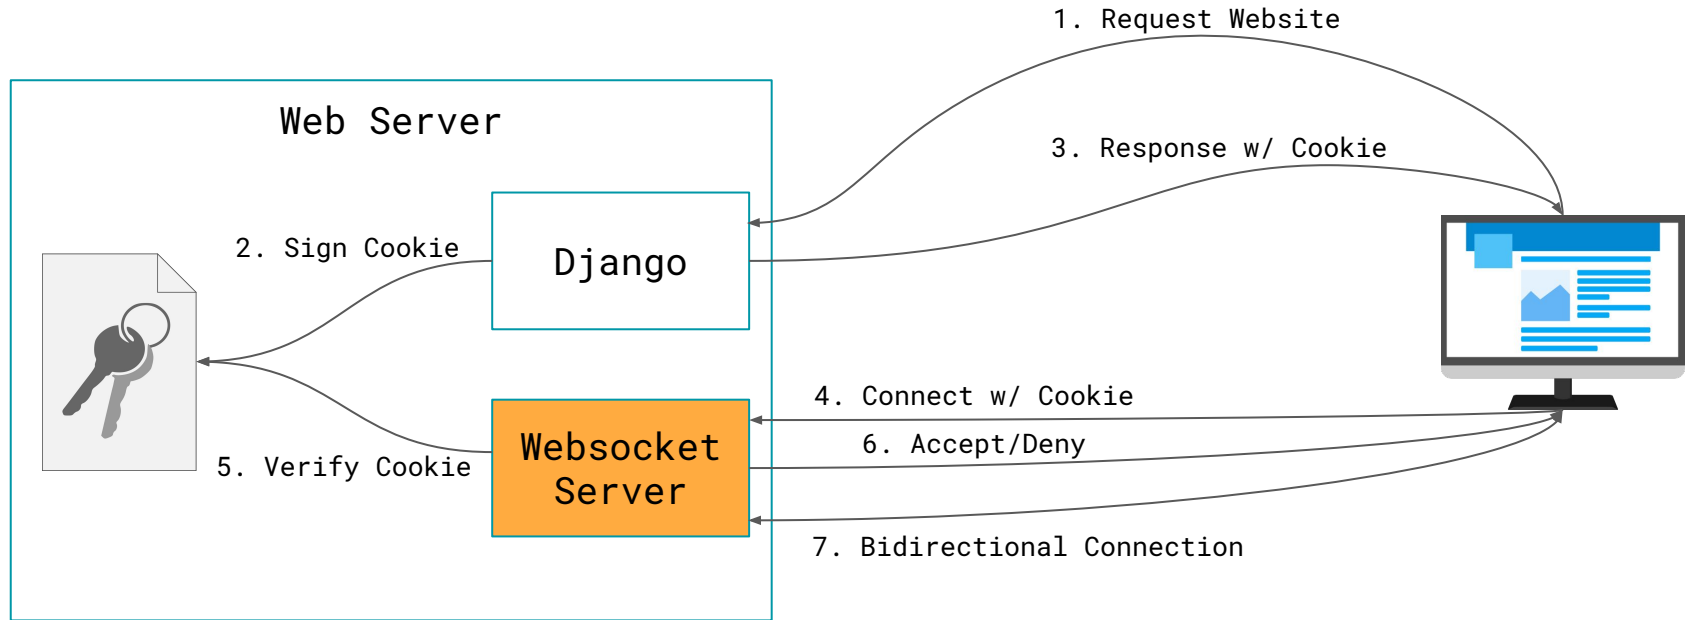 1. Request Website
Web Server
3. Response w/ Cookie
2. Sign Cookie
Django
4. Connect w/ Cookie
6. Accept/Deny
Websocket
Server
5. Verify Cookie
7. Bidirectional Connection